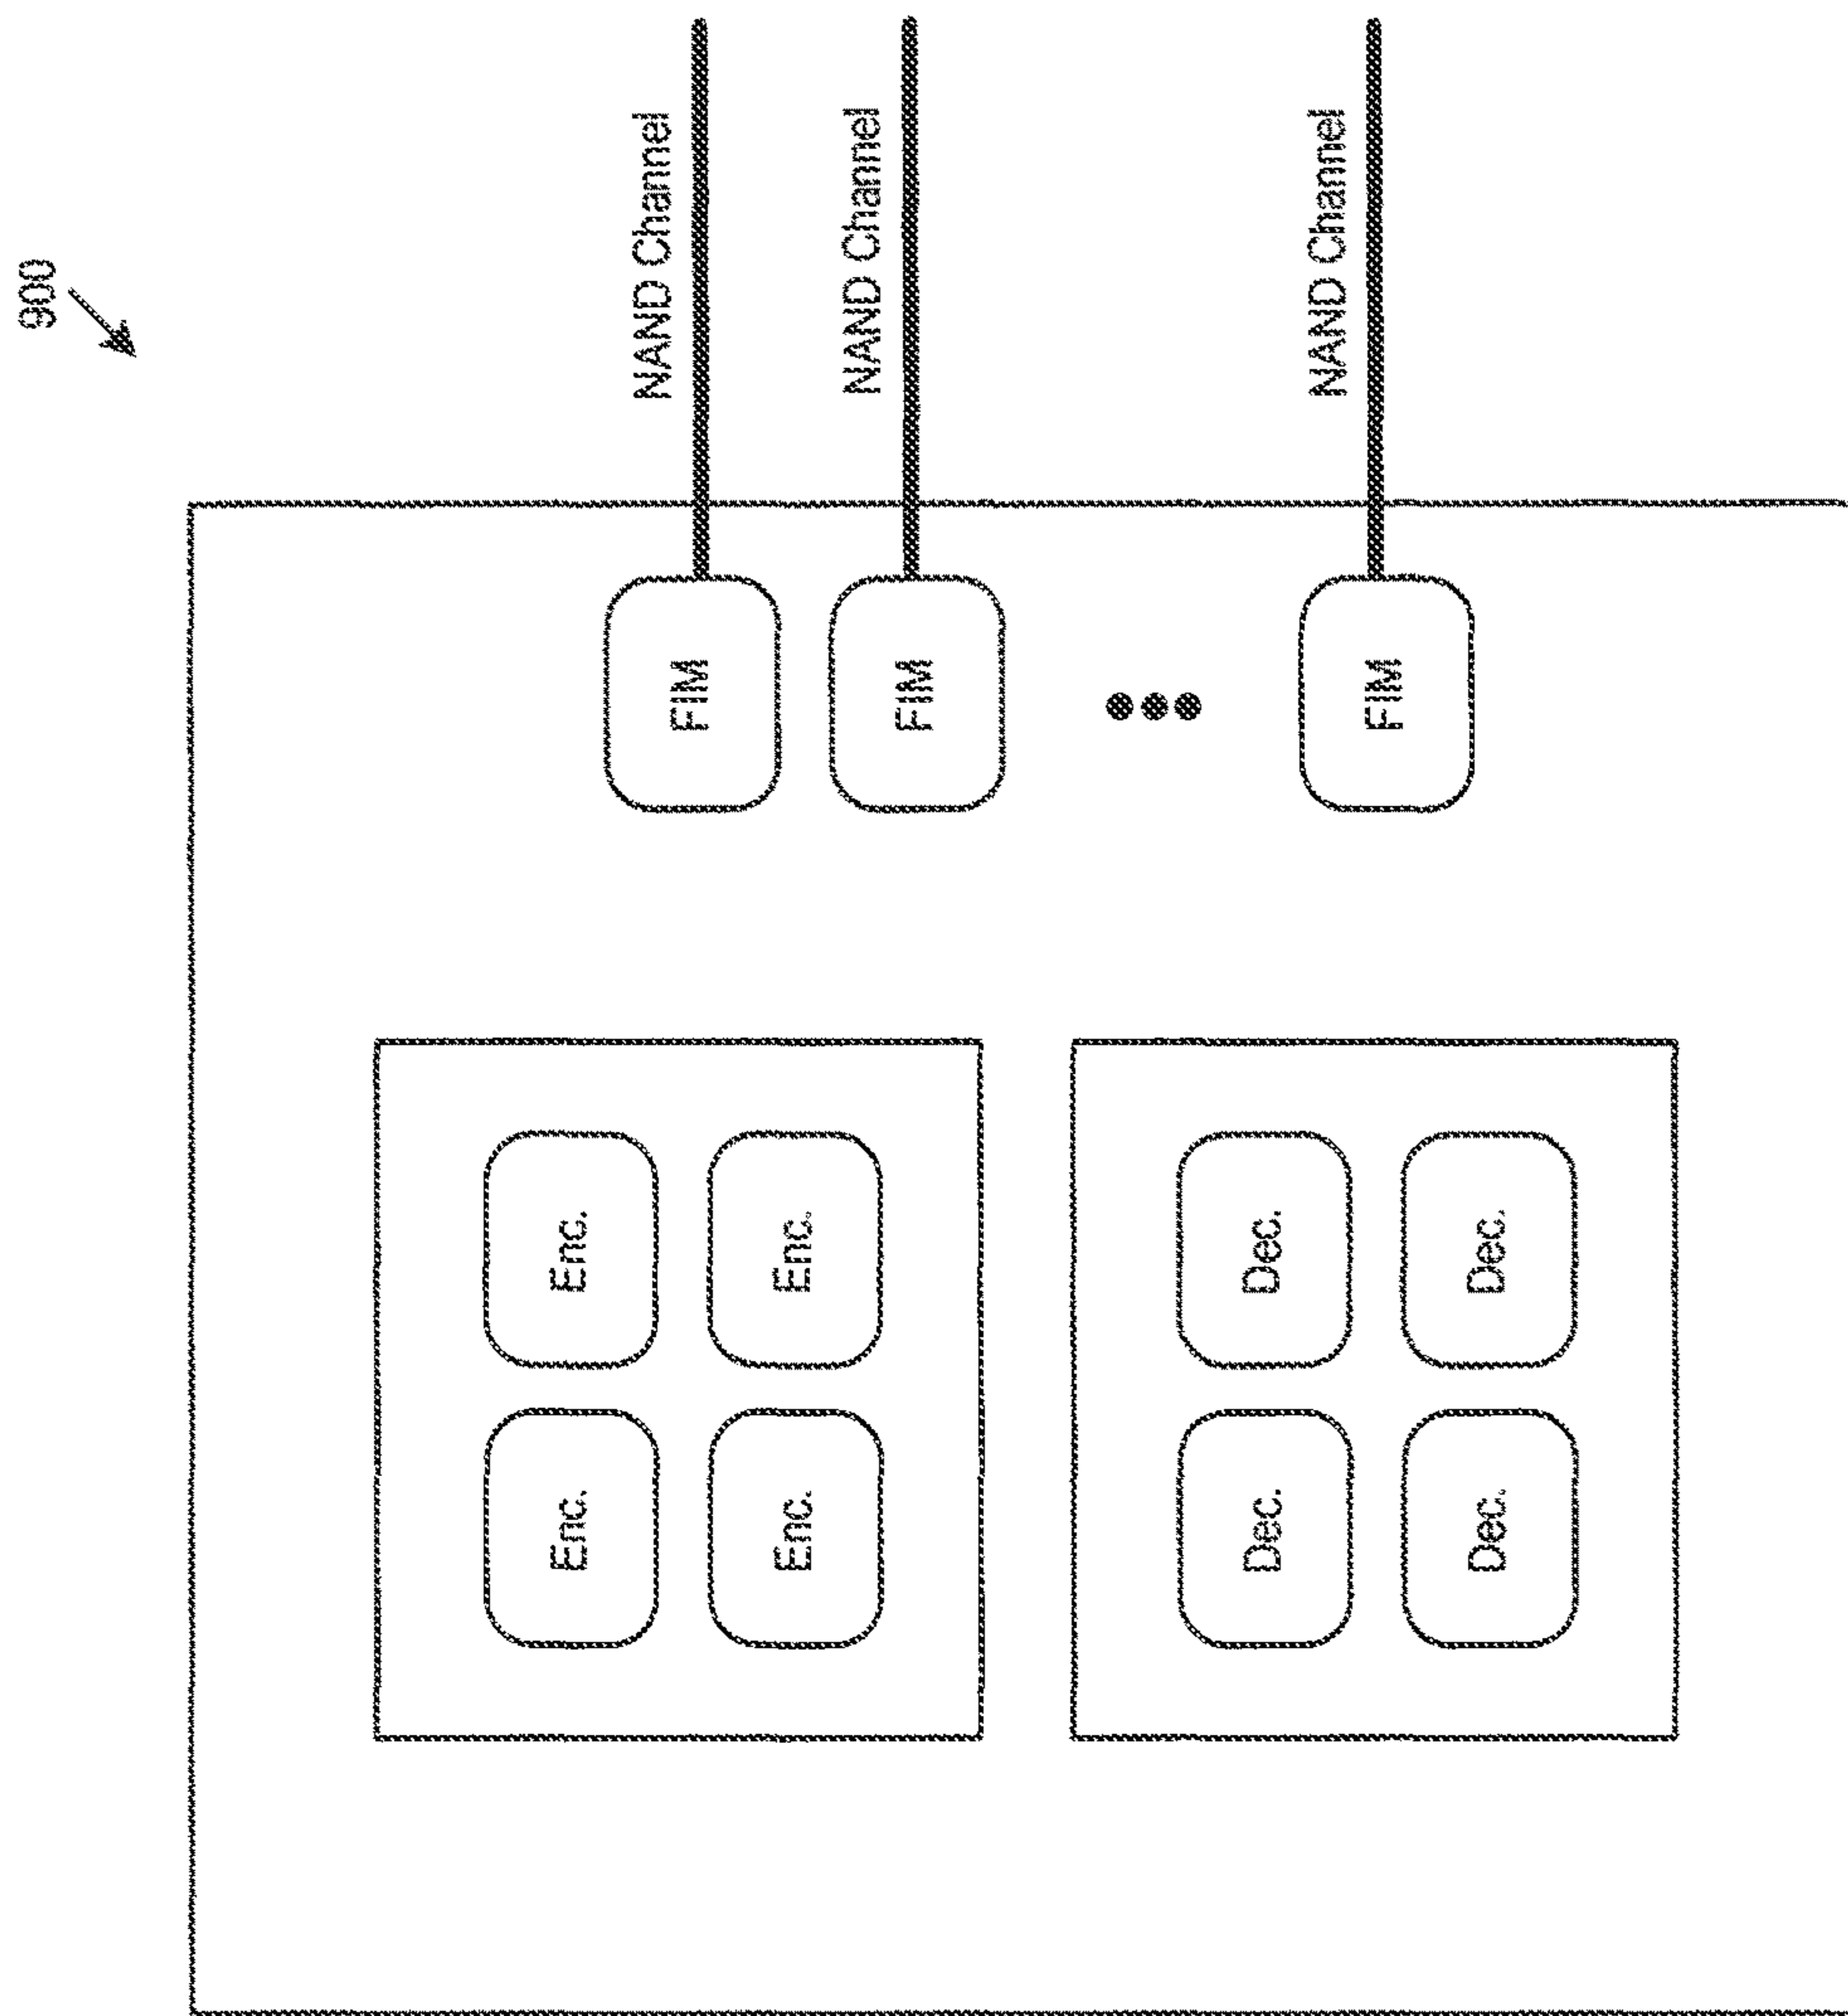 900
NAND Channel
NAND Channel
NAND Channel
FIM
FIM
FIM
Enc.
Enc.
Enc.
Enc.
Dec.
Dec.
Dec.
Dec.